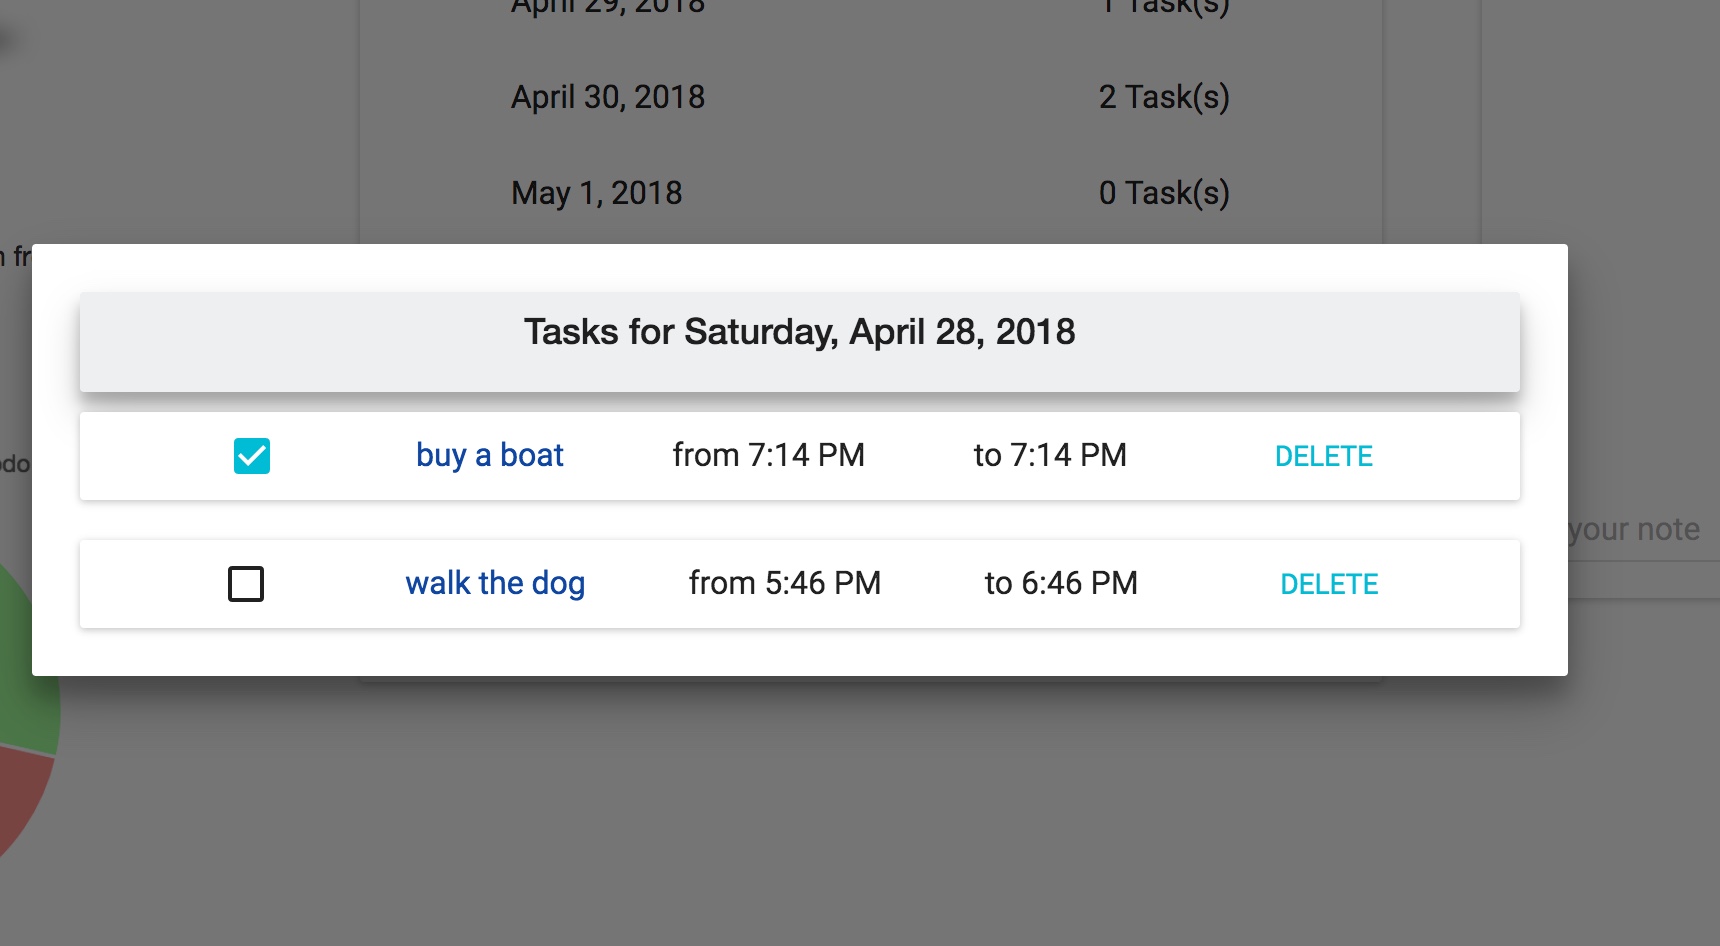 April 29, 2018 1 Task(s)
April 30, 2018 2 Task(s)
May 1, 2018 0 Task(s)
Tasks for Saturday, April 28, 2018
buy a boat from 7:14 PM to 7:14 PM DELETE
your note
walk the dog from 5:46 PM to 6:46 PM DELETE